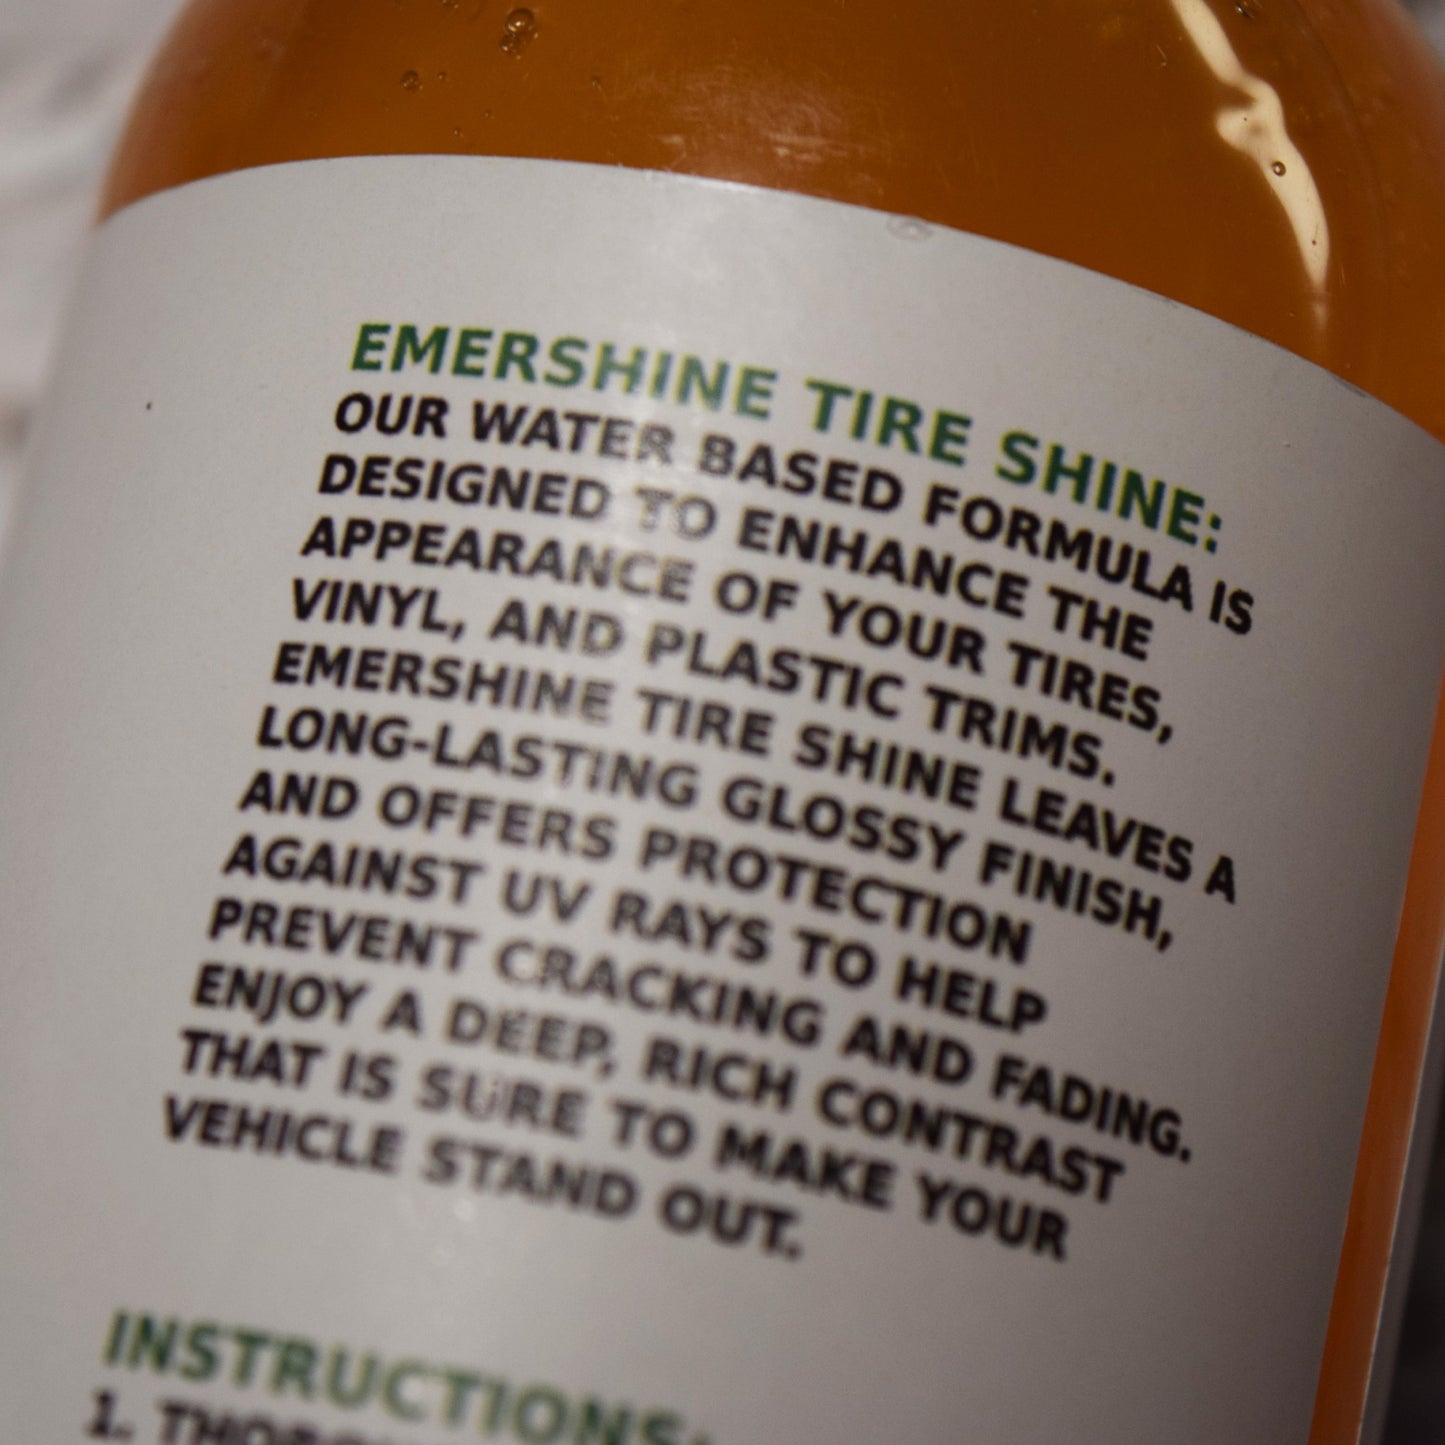 EMERSHINE TIRE SHINE:
OUR WATER BASED FORMULA IS
DESIGNED TO ENHANCE THE
APPEARANCE OF YOUR TIRES,
VINYL, AND PLASTIC TRIMS.
EMERSHINE TIRE SHINE LEAVES A
LONG-LASTING GLOSSY FINISH,
AND OFFERS PROTECTION
AGAINST UV RAYS TO HELP
PREVENT CRACKING AND FADING.
ENJOY A DEEP, RICH CONTRAST
THAT IS SURE TO MAKE YOUR
VEHICLE STAND OUT.
INSTRUCTIONS:
1.